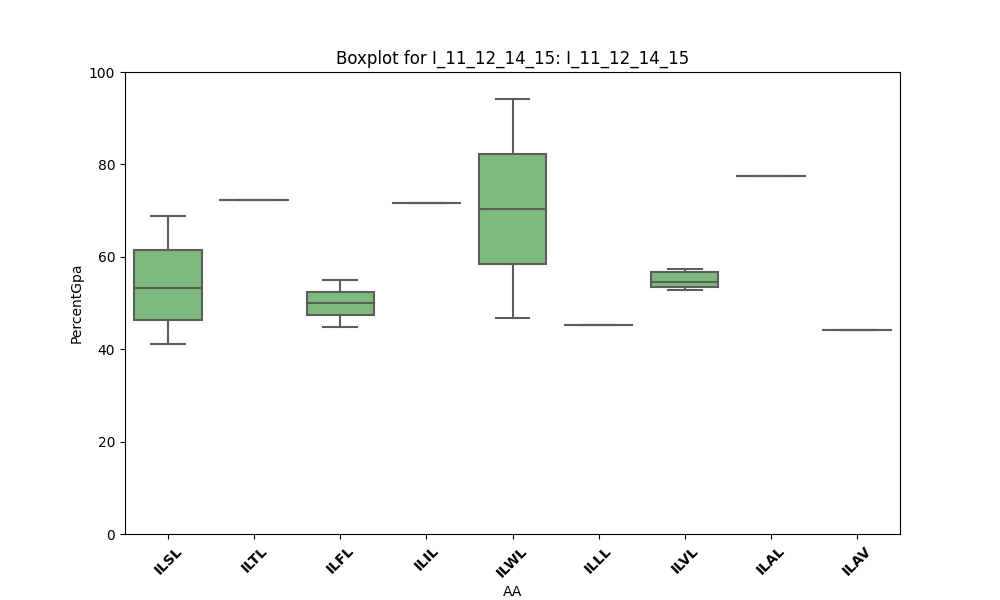 Boxplot for I_11_12_14_15: I_11_12_14_15
100
80
60
40
20
0
PercentGpa
ILSL
ILTL
ILFL
ILIL
ILWL
ILLL
ILVL
ILAL
ILAV
AA